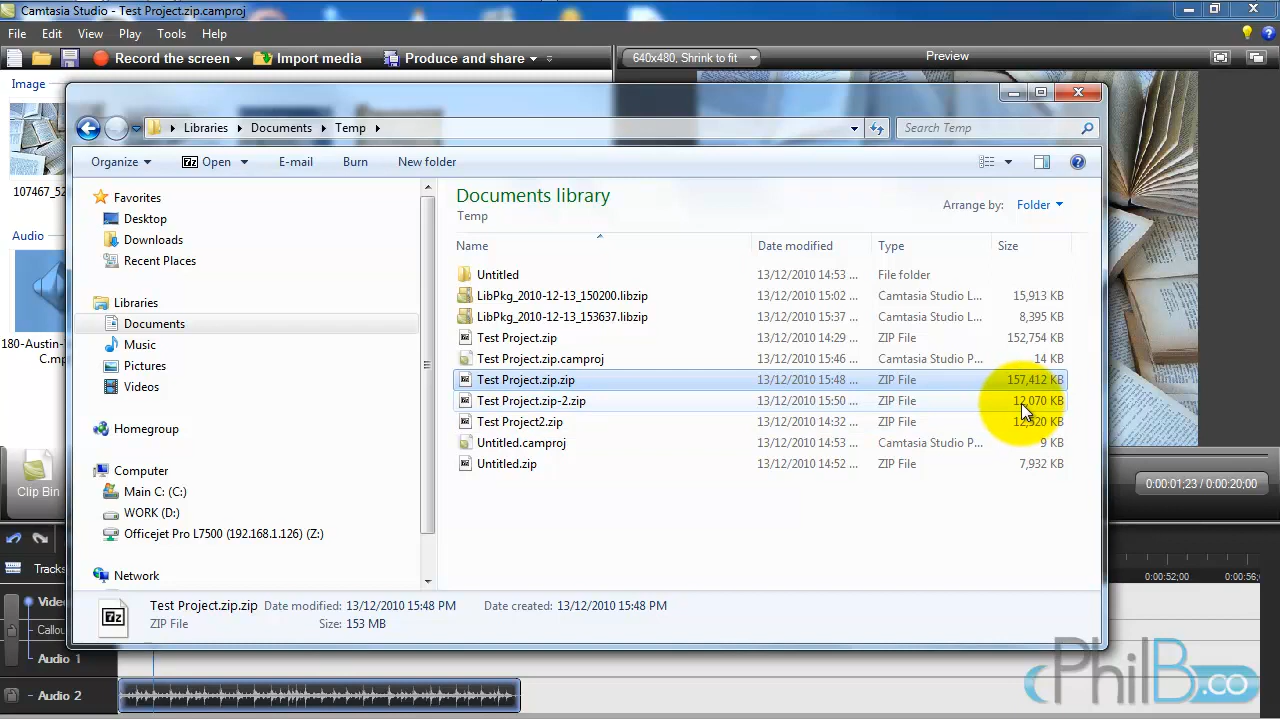 Camtasia Studio - Test Project.zip.camproj
File Edit View Play Tools Help
Record the screen Import media Produce and share 640x480, Shrink to fit Preview
Image
107467_52
Audio
180-Austin-
C.mp
Clip Bin
Libraries Documents Temp Search Temp
Organize Open E-mail Burn New folder
Favorites
Desktop
Downloads
Recent Places
Libraries
Documents
Music
Pictures
Videos
Homegroup
Computer
Main C: (C:)
WORK (D:)
Officejet Pro L7500 (192.168.1.126) (Z:)
Network
Documents library
Temp
Arrange by: Folder
Name Date modified Type Size
Untitled 13/12/2010 14:53 ... File folder
LibPkg_2010-12-13_150200.libzip 13/12/2010 15:02 ... Camtasia Studio L... 15,913 KB
LibPkg_2010-12-13_153637.libzip 13/12/2010 15:37 ... Camtasia Studio L... 8,395 KB
Test Project.zip 13/12/2010 14:29 ... ZIP File 152,754 KB
Test Project.zip.camproj 13/12/2010 15:46 ... Camtasia Studio P... 14 KB
Test Project.zip.zip 13/12/2010 15:48 ... ZIP File 157,412 KB
Test Project.zip-2.zip 13/12/2010 15:50 ... ZIP File 12,070 KB
Test Project2.zip 13/12/2010 14:32 ... ZIP File 12,520 KB
Untitled.camproj 13/12/2010 14:53 ... Camtasia Studio P... 9 KB
Untitled.zip 13/12/2010 14:52 ... ZIP File 7,932 KB
Test Project.zip.zip Date modified: 13/12/2010 15:48 PM Date created: 13/12/2010 15:48 PM
ZIP File Size: 153 MB
0:00:01;23 / 0:00:20;00
Tracks 0:00:52;00 0:00:56;0
Video
Callou
Audio 1
Audio 2
PhilB.co